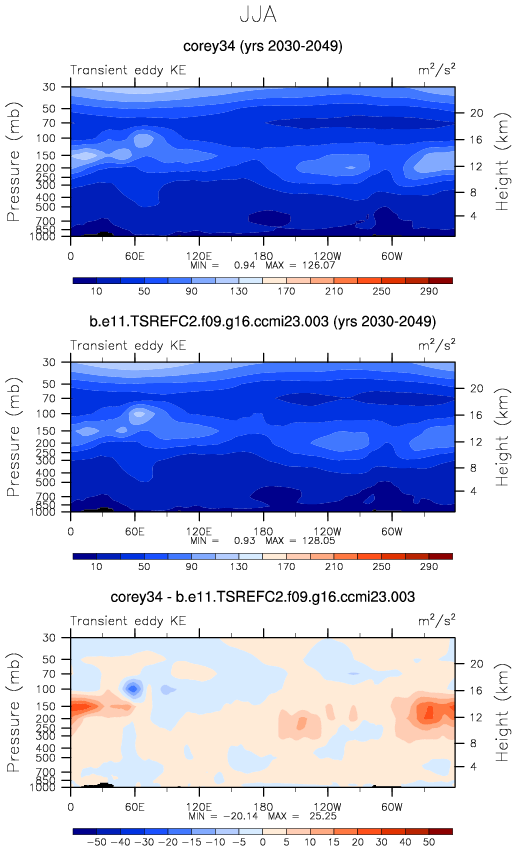 JJA
corey34 (yrs 2030-2049)
Transient eddy KE m²/s²
Pressure (mb)
30
50
70
100
150
200
250
300
400
500
700
850
1000
Height (km)
20
16
12
8
4
0 60E 120E 180 120W 60W
MIN = 0.94 MAX = 126.07
10 50 90 130 170 210 250 290
b.e11.TSREFC2.f09.g16.ccmi23.003 (yrs 2030-2049)
Transient eddy KE m²/s²
Pressure (mb)
30
50
70
100
150
200
250
300
400
500
700
850
1000
Height (km)
20
16
12
8
4
0 60E 120E 180 120W 60W
MIN = 0.93 MAX = 128.05
10 50 90 130 170 210 250 290
corey34 - b.e11.TSREFC2.f09.g16.ccmi23.003
Transient eddy KE m²/s²
Pressure (mb)
30
50
70
100
150
200
250
300
400
500
700
850
1000
Height (km)
20
16
12
8
4
0 60E 120E 180 120W 60W
MIN = -20.14 MAX = 25.25
-50 -40 -30 -20 -15 -10 -5 0 5 10 15 20 30 40 50